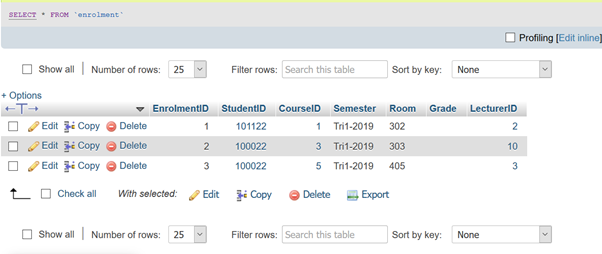 SELECT * FROM `enrolment`
Profiling [Edit inline]
Show all Number of rows: 25 Filter rows: Search this table Sort by key: None
+ Options
←T→ EnrolmentID StudentID CourseID Semester Room Grade LecturerID
Edit Copy Delete 1 101122 1 Tri1-2019 302 2
Edit Copy Delete 2 100022 3 Tri1-2019 303 10
Edit Copy Delete 3 100022 5 Tri1-2019 405 3
Check all With selected: Edit Copy Delete Export
Show all Number of rows: 25 Filter rows: Search this table Sort by key: None